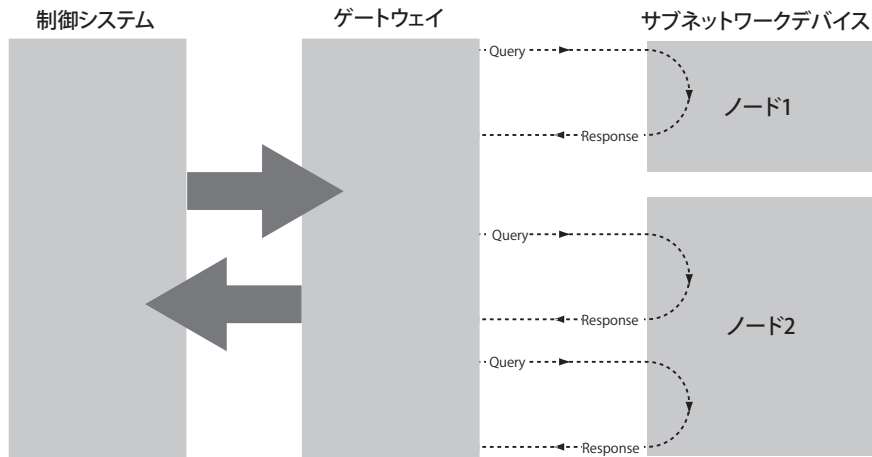 制御システム
ゲートウェイ
サブネットワークデバイス
Query
ノード1
Response
Query
Response
ノード2
Query
Response